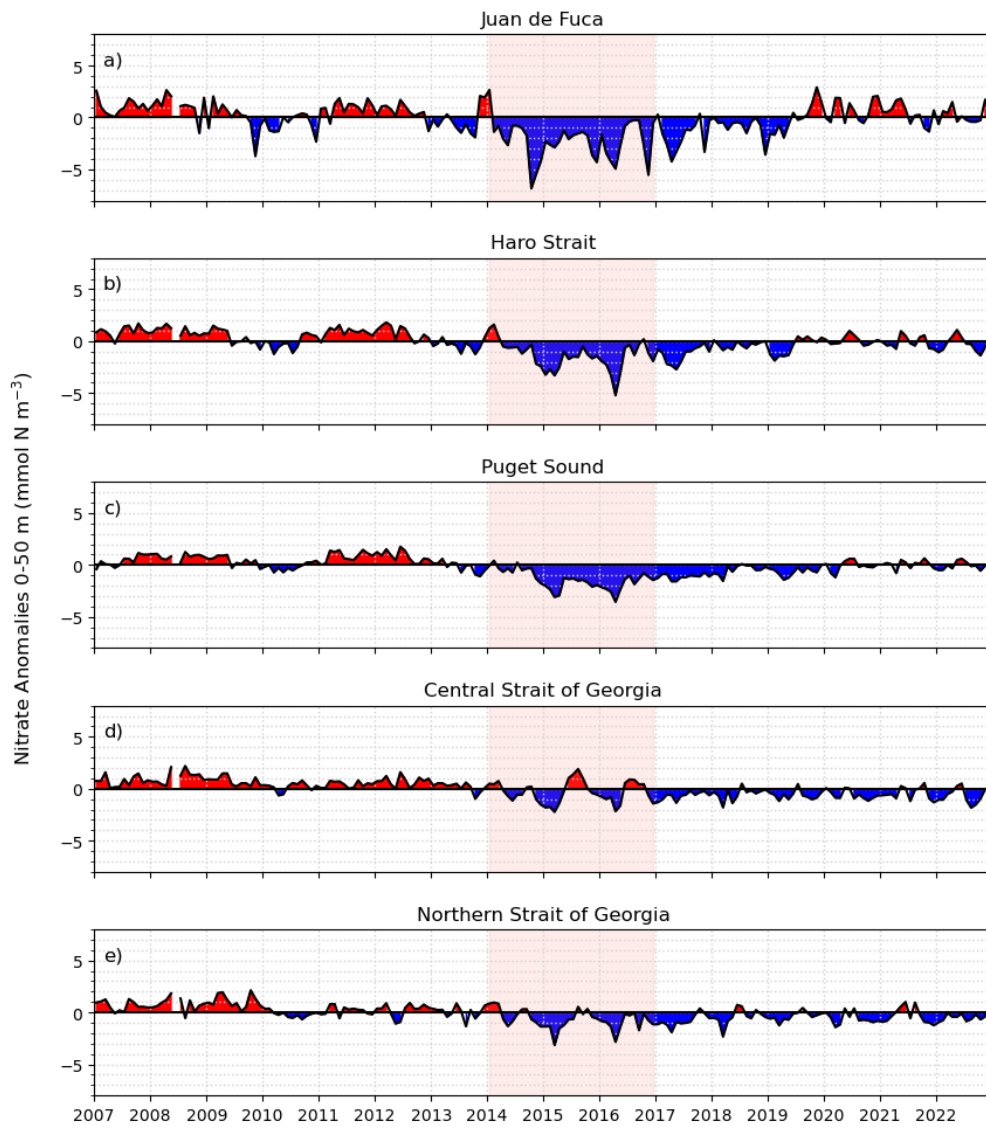 Juan de Fuca
a)
5
0
−5
Haro Strait
b)
5
0
−5
Puget Sound
c)
5
0
−5
Nitrate Anomalies 0-50 m (mmol N m⁻³)
Central Strait of Georgia
d)
5
0
−5
Northern Strait of Georgia
e)
5
0
−5
2007 2008 2009 2010 2011 2012 2013 2014 2015 2016 2017 2018 2019 2020 2021 2022